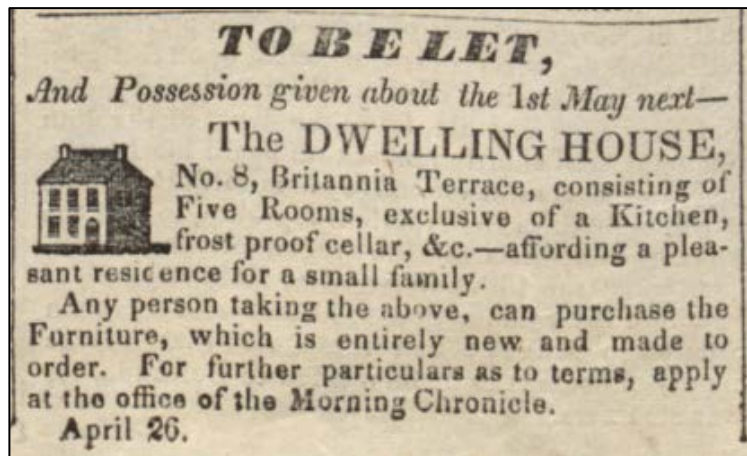 TO BE LET,
And Possession given about the 1st May next—
The DWELLING HOUSE,
No. 8, Britannia Terrace, consisting of
Five Rooms, exclusive of a Kitchen,
frost proof cellar, &c.—affording a plea-
sant residence for a small family.
Any person taking the above, can purchase the
Furniture, which is entirely new and made to
order. For further particulars as to terms, apply
at the office of the Morning Chronicle.
April 26.